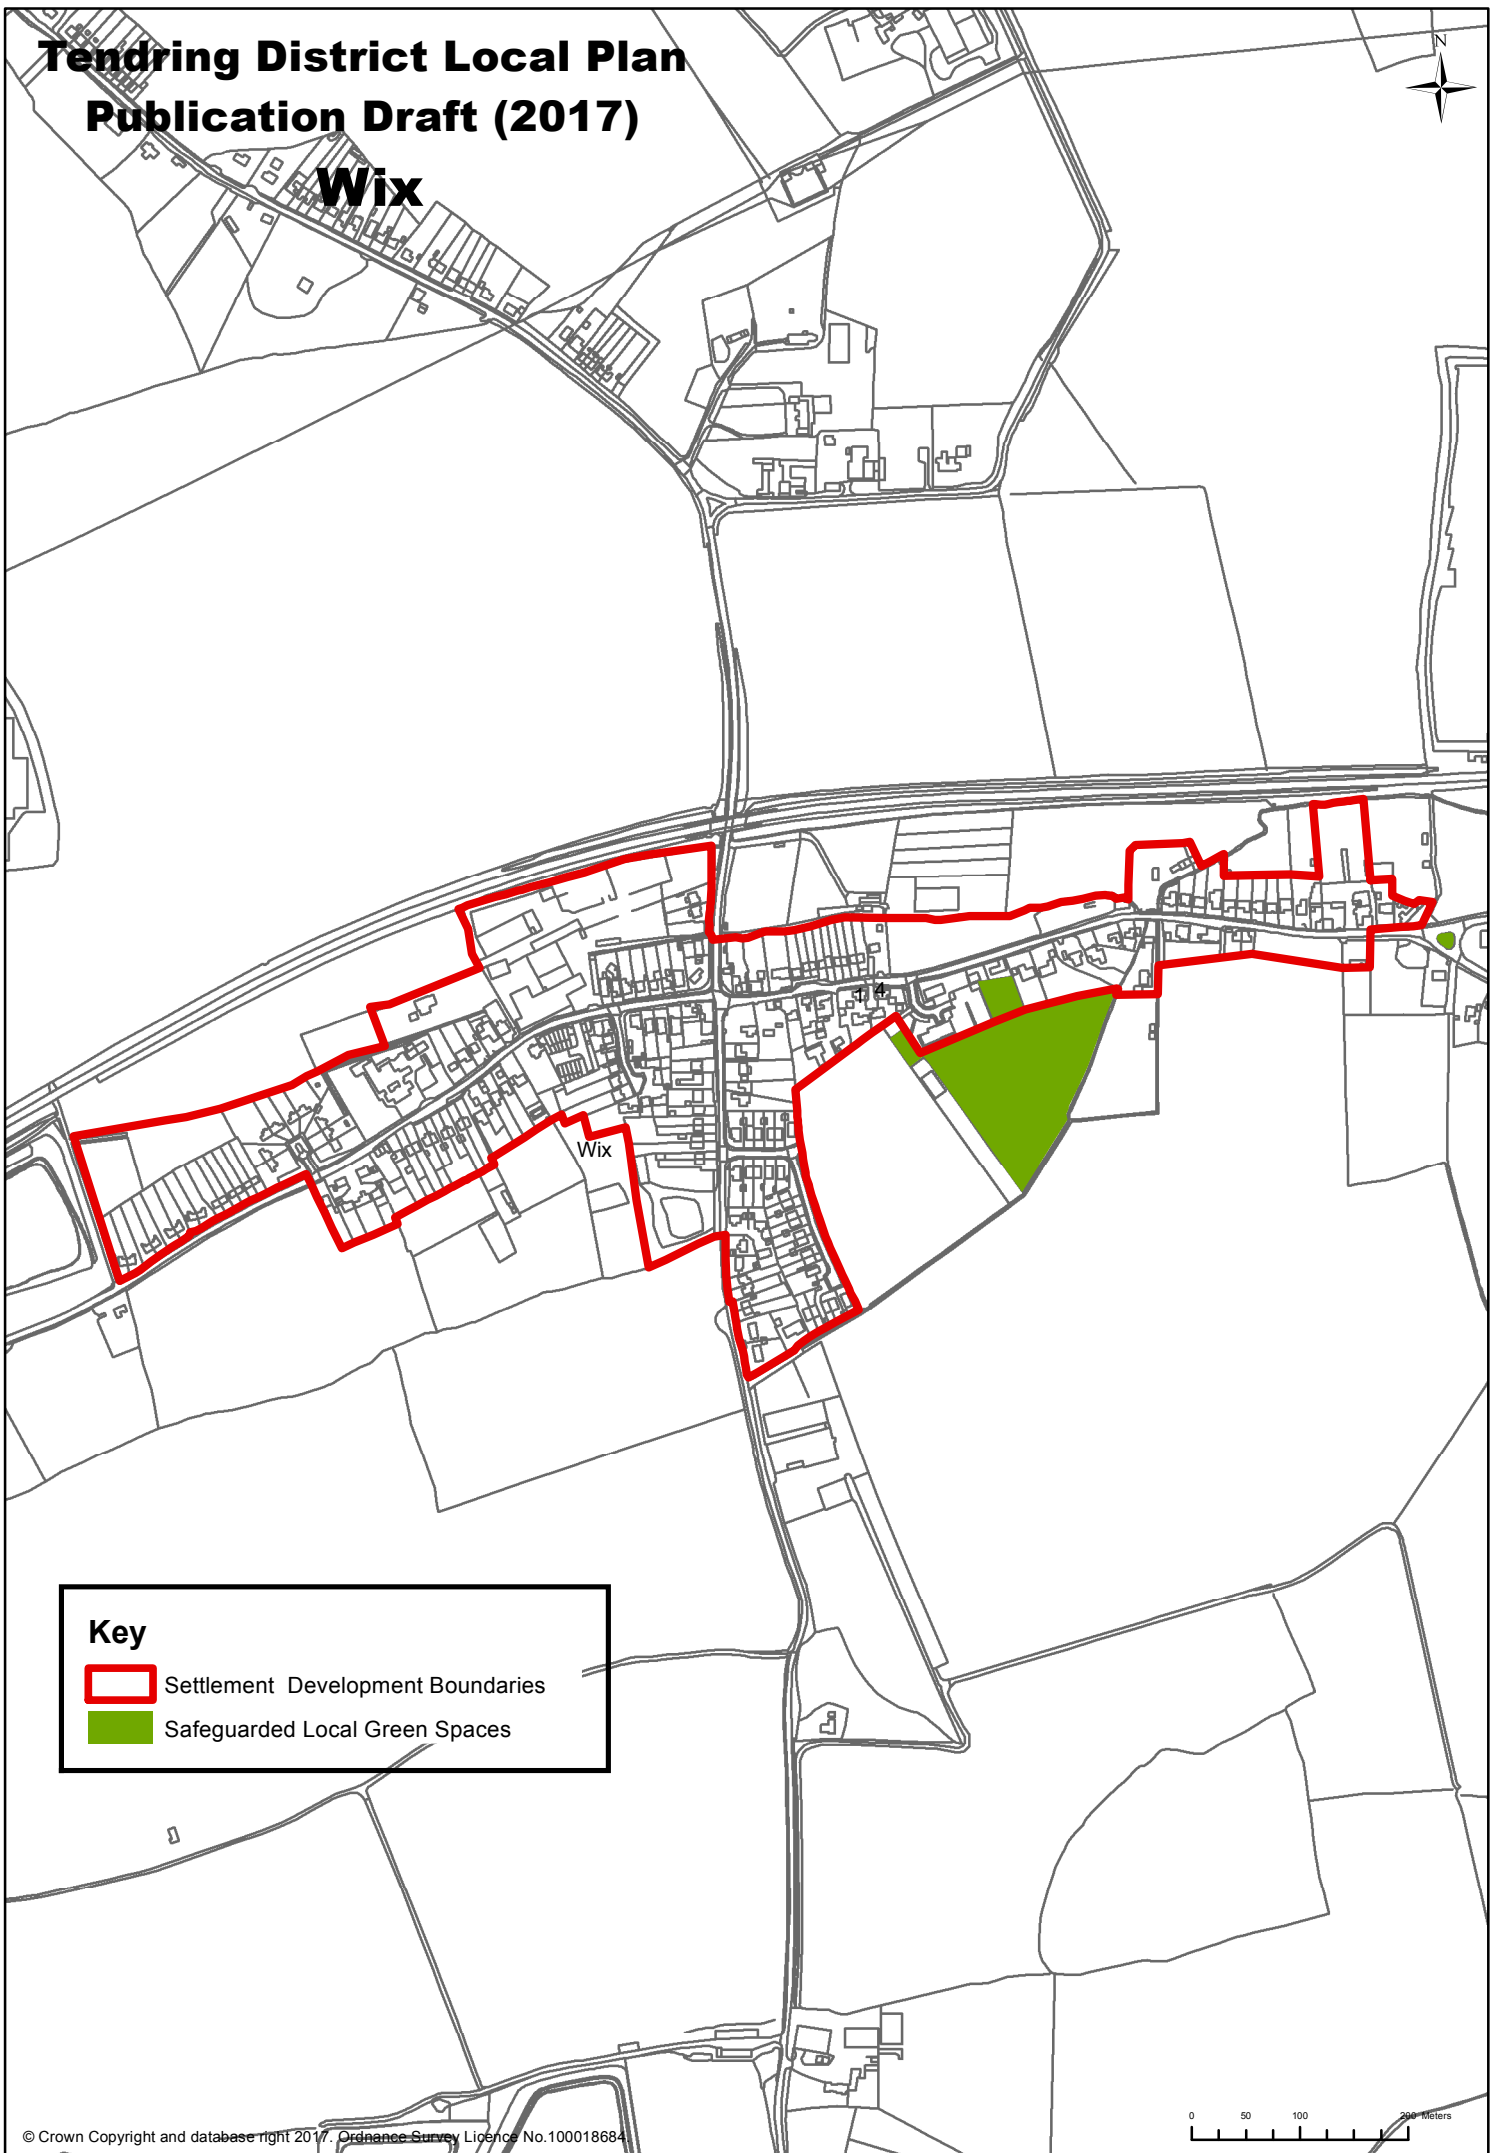 Tendring District Local Plan
Publication Draft (2017)
Wix
N
1 4
Wix
Key
Settlement Development Boundaries
Safeguarded Local Green Spaces
0 50 100 200 Meters
© Crown Copyright and database right 2017. Ordnance Survey Licence No.100018684.